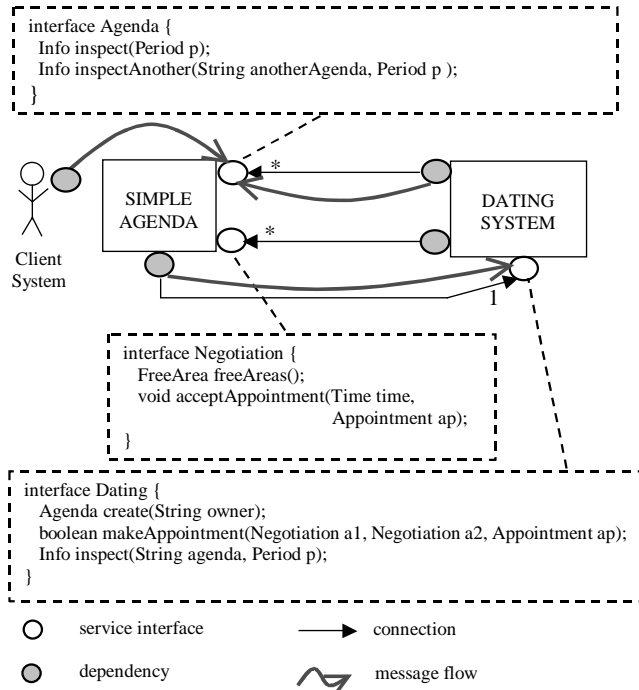 interface Agenda {
Info inspect(Period p);
Info inspectAnother(String anotherAgenda, Period p );
}
*
SIMPLE
AGENDA
DATING
SYSTEM
*
Client
System
1
interface Negotiation {
FreeArea freeAreas();
void acceptAppointment(Time time,
Appointment ap);
}
interface Dating {
Agenda create(String owner);
boolean makeAppointment(Negotiation a1, Negotiation a2, Appointment ap);
Info inspect(String agenda, Period p);
}
service interface
connection
dependency
message flow